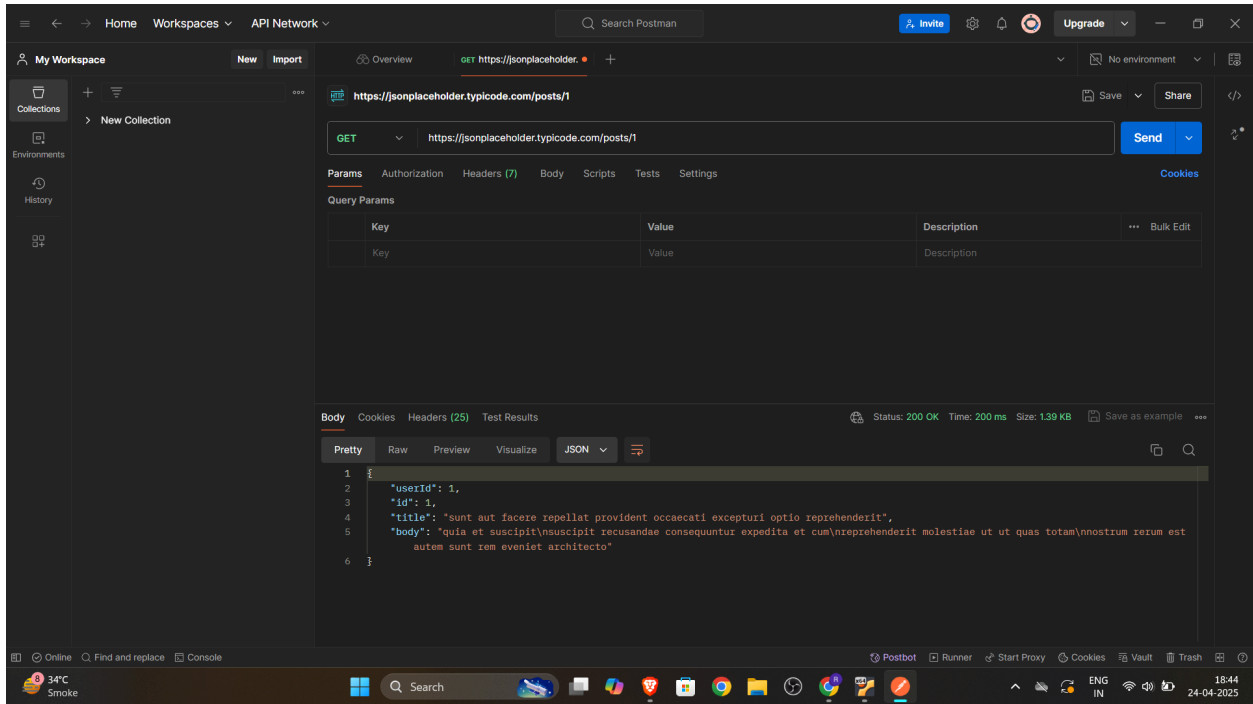 Home Workspaces API Network Search Postman Invite Upgrade
My Workspace New Import Overview GET https://jsonplaceholder. No environment
Collections
Environments
History
New Collection
HTTP https://jsonplaceholder.typicode.com/posts/1 Save Share
GET https://jsonplaceholder.typicode.com/posts/1 Send
Params Authorization Headers (7) Body Scripts Tests Settings Cookies
Query Params
Key Value Description Bulk Edit
Key Value Description
Body Cookies Headers (25) Test Results Status: 200 OK Time: 200 ms Size: 1.39 KB Save as example
Pretty Raw Preview Visualize JSON
1 {
2 "userId": 1,
3 "id": 1,
4 "title": "sunt aut facere repellat provident occaecati excepturi optio reprehenderit",
5 "body": "quia et suscipit\nsuscipit recusandae consequuntur expedita et cum\nreprehenderit molestiae ut ut quas totam\nnostrum rerum est
autem sunt rem eveniet architecto"
6 }
Online Find and replace Console Postbot Runner Start Proxy Cookies Vault Trash
8 34°C Search ENG 18:44
Smoke IN 24-04-2025